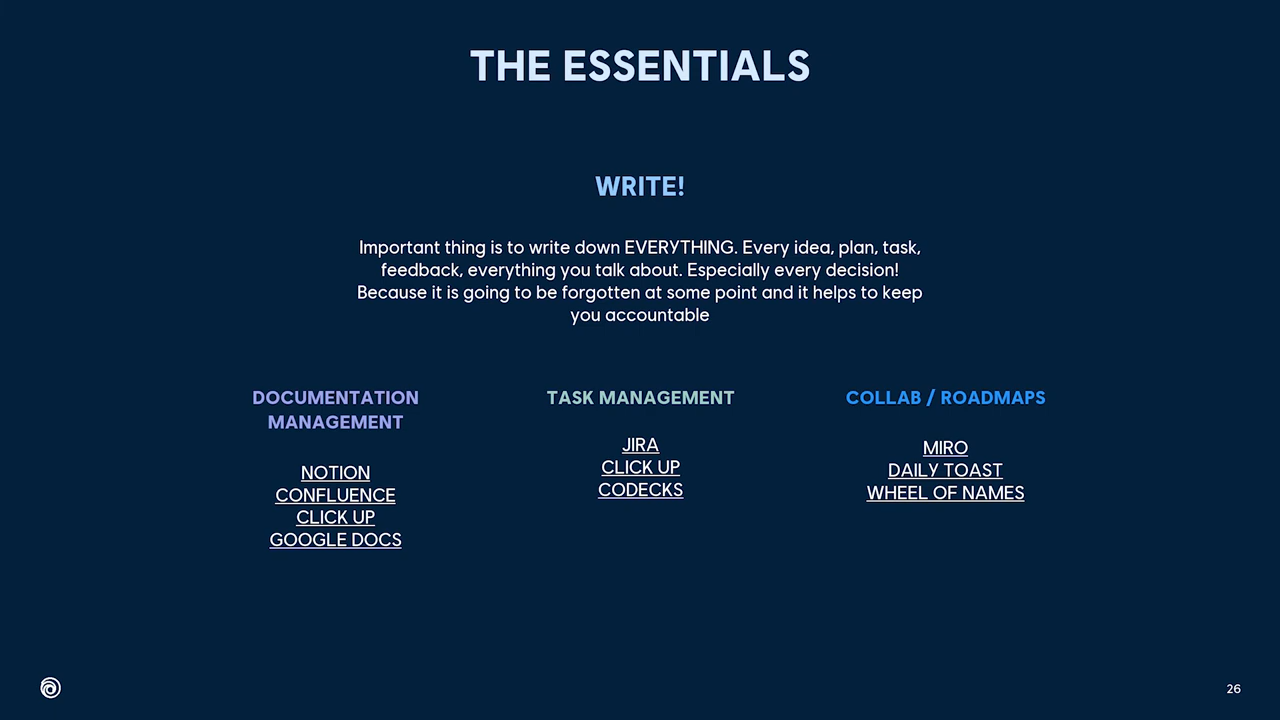 THE ESSENTIALS
WRITE!
Important thing is to write down EVERYTHING. Every idea, plan, task,
feedback, everything you talk about. Especially every decision!
Because it is going to be forgotten at some point and it helps to keep
you accountable
DOCUMENTATION
MANAGEMENT
NOTION
CONFLUENCE
CLICK UP
GOOGLE DOCS
TASK MANAGEMENT
JIRA
CLICK UP
CODECKS
COLLAB / ROADMAPS
MIRO
DAILY TOAST
WHEEL OF NAMES
26